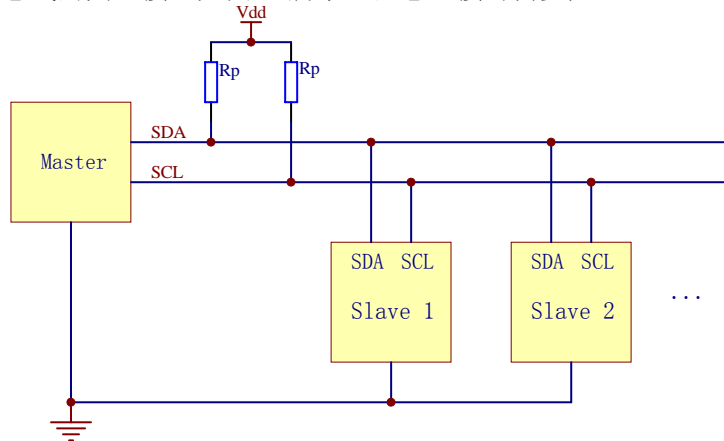 Vdd
Rp Rp
SDA
Master
SCL
SDA SCL SDA SCL
Slave 1 Slave 2 ...